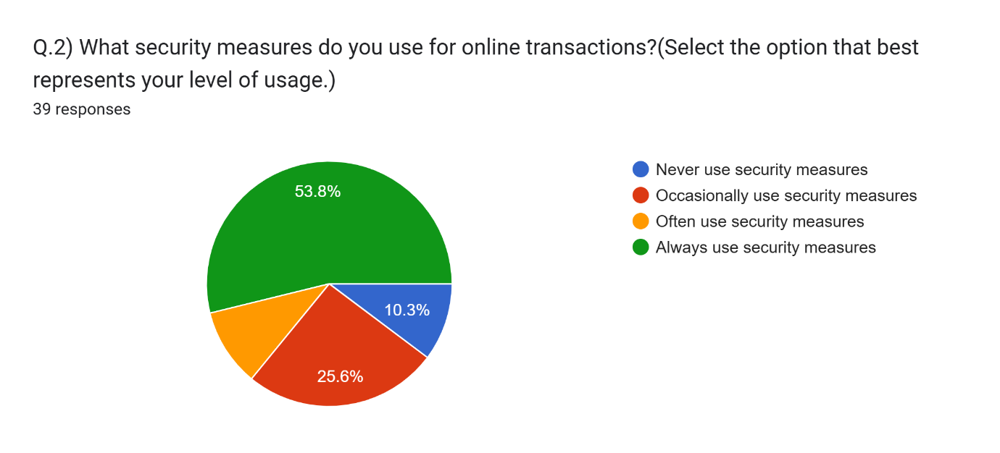 Q.2) What security measures do you use for online transactions?(Select the option that best
represents your level of usage.)
39 responses
53.8%
10.3%
25.6%
Never use security measures
Occasionally use security measures
Often use security measures
Always use security measures